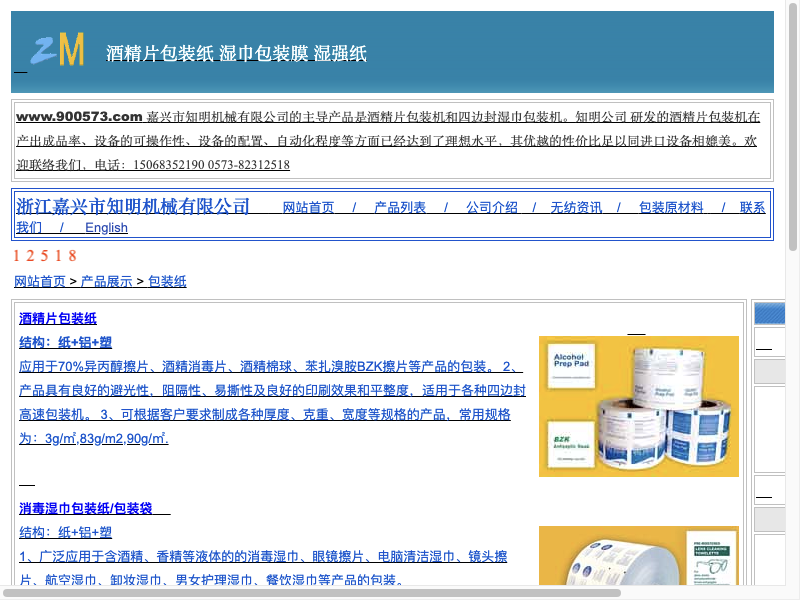 ZM 酒精片包装纸 湿巾包装膜 湿强纸
www.900573.com 嘉兴市知明机械有限公司的主导产品是酒精片包装机和四边封湿巾包装机。知明公司 研发的酒精片包装机在
产出成品率、设备的可操作性、设备的配置、自动化程度等方面已经达到了理想水平，其优越的性价比足以同进口设备相媲美。欢
迎联络我们，电话：15068352190 0573-82312518
浙江嘉兴市知明机械有限公司 网站首页 / 产品列表 / 公司介绍 / 无纺资讯 / 包装原材料 / 联系
我们 / English
1 2 5 1 8
网站首页 > 产品展示 > 包装纸
酒精片包装纸
结构：纸+铝+塑
应用于70%异丙醇擦片、酒精消毒片、酒精棉球、苯扎溴胺BZK擦片等产品的包装。 2、
产品具有良好的避光性，阻隔性、易撕性及良好的印刷效果和平整度，适用于各种四边封
高速包装机。 3、可根据客户要求制成各种厚度、克重、宽度等规格的产品，常用规格
为：3g/㎡,83g/m2,90g/㎡.
Alcohol
Prep Pad
BZK
消毒湿巾包装纸/包装袋
结构：纸+铝+塑
1、广泛应用于含酒精、香精等液体的的消毒湿巾、眼镜擦片、电脑清洁湿巾、镜头擦
片、航空湿巾、卸妆湿巾、男女护理湿巾、餐饮湿巾等产品的包装。
LENS CLEANING
TOWELETTE